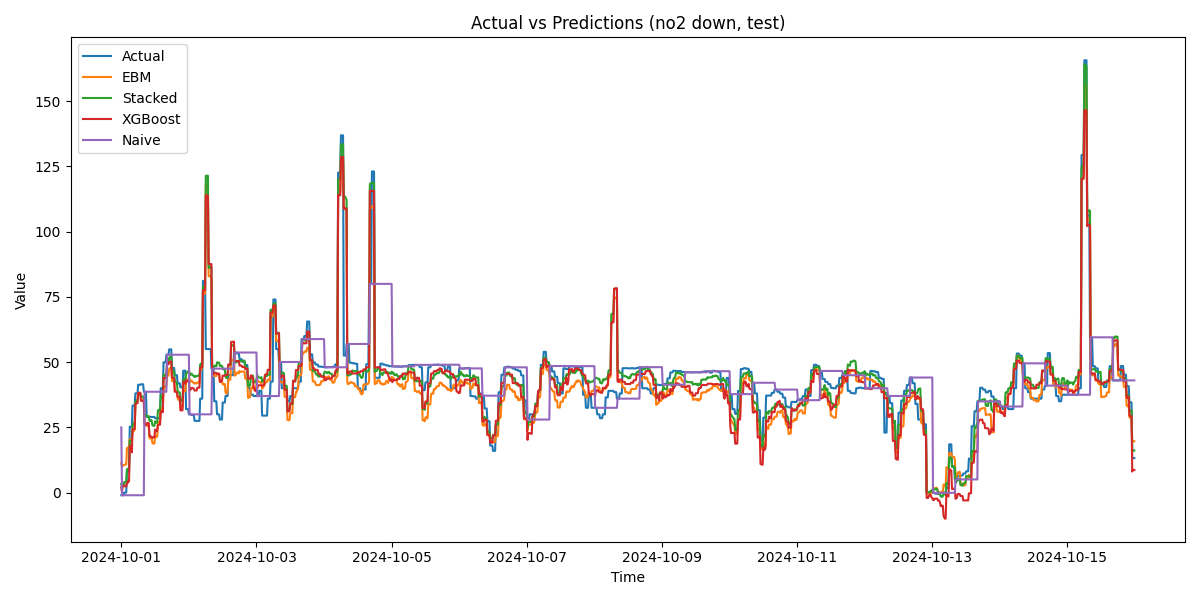 Actual vs Predictions (no2 down, test)
Actual
EBM
Stacked
XGBoost
Naive
150
125
100
75
50
25
0
Value
2024-10-01
2024-10-03
2024-10-05
2024-10-07
2024-10-09
2024-10-11
2024-10-13
2024-10-15
Time